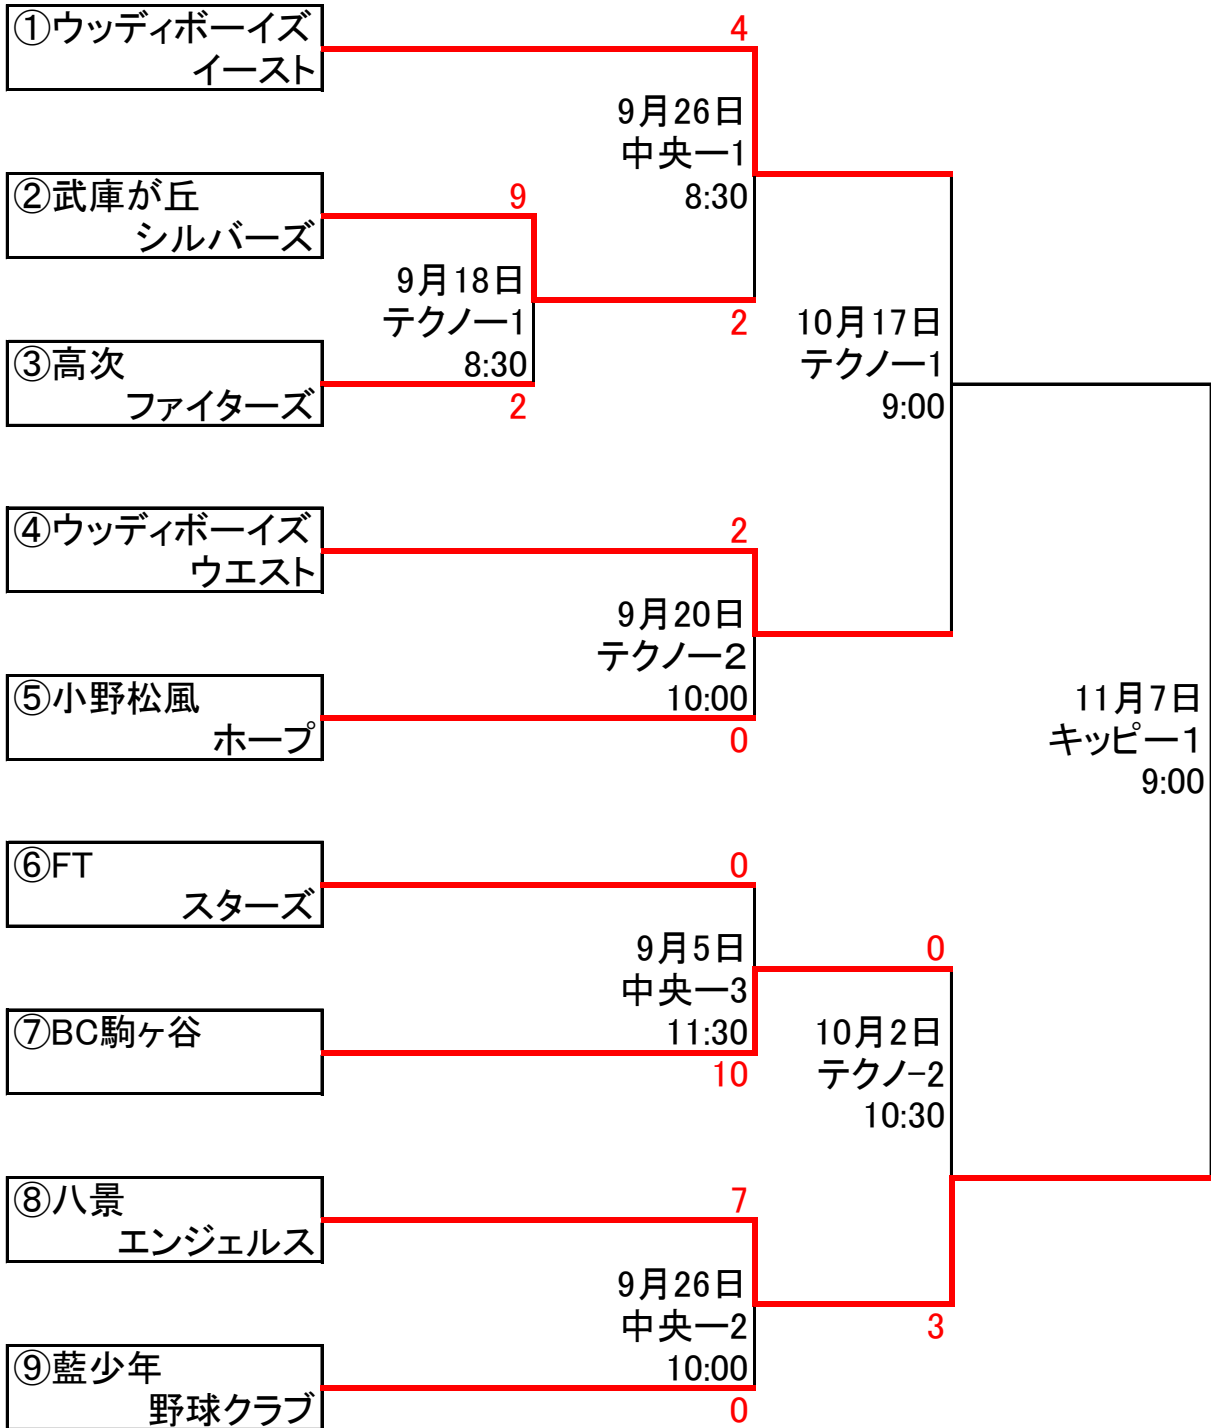 ①ウッディボーイズ
イースト
4
9月26日
中央ー1
8:30
②武庫が丘
シルバーズ
9
9月18日
テクノー1
8:30
2
10月17日
テクノー1
9:00
③高次
ファイターズ
2
④ウッディボーイズ
ウエスト
2
9月20日
テクノー２
10:00
⑤小野松風
ホープ
0
11月7日
キッピー１
9:00
⑥FT
スターズ
0
9月5日
中央ー3
11:30
0
⑦BC駒ヶ谷
10
10月2日
テクノ-2
10:30
⑧八景
エンジェルス
7
9月26日
中央ー2
10:00
3
⑨藍少年
野球クラブ
0